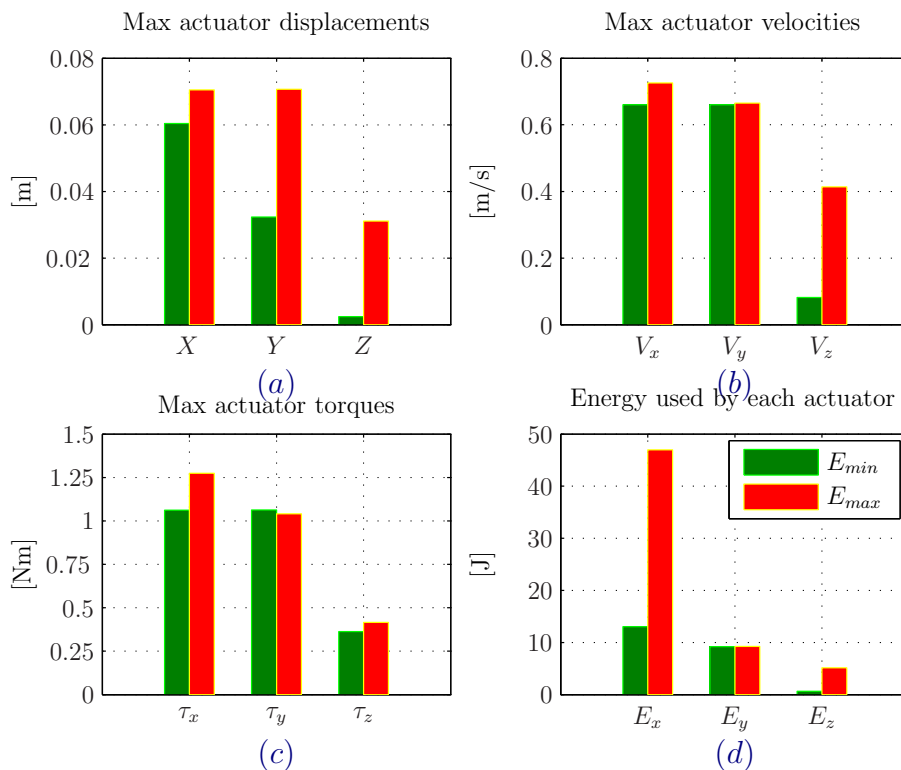 Max actuator displacements
0.08
0.06
0.04
0.02
0
[m]
X Y Z
(a)
Max actuator velocities
0.8
0.6
0.4
0.2
0
[m/s]
V_x V_y V_z
(b)
Max actuator torques
1.5
1.25
1
0.75
0.5
0.25
0
[Nm]
τ_x τ_y τ_z
(c)
Energy used by each actuator
50
40
30
20
10
0
[J]
E_min
E_max
E_x E_y E_z
(d)